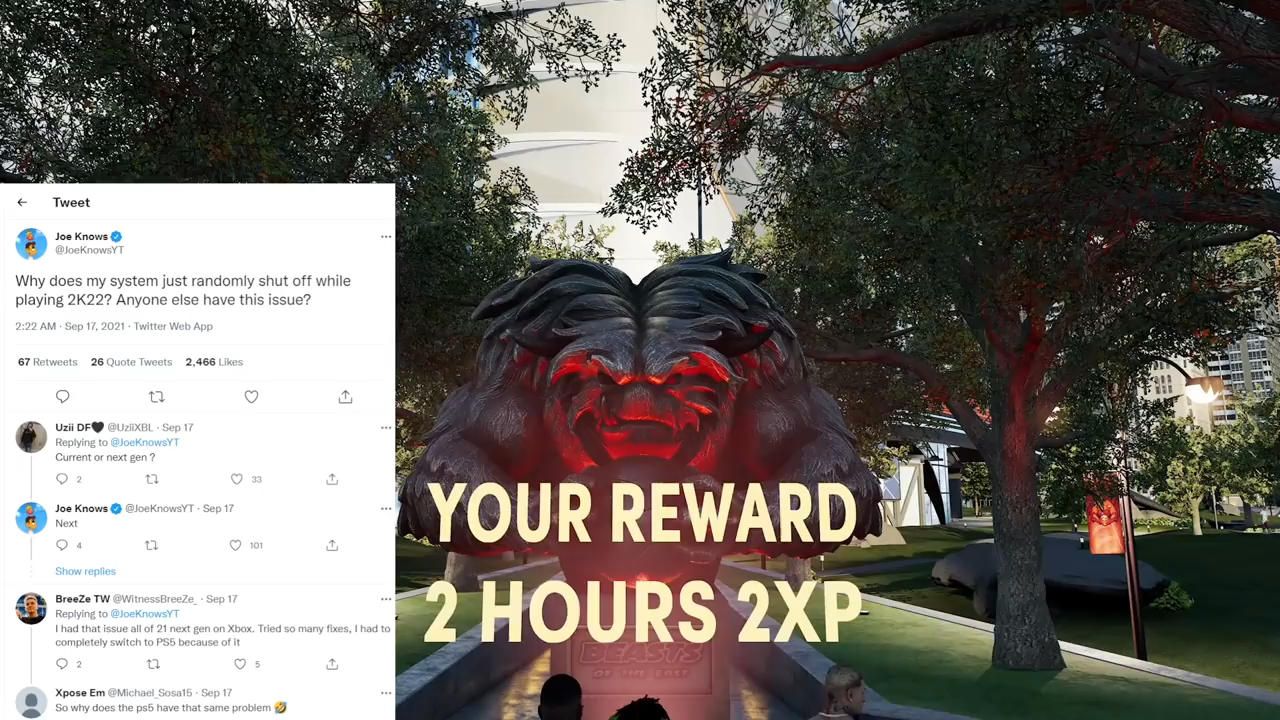 Tweet
Joe Knows
@JoeKnowsYT
Why does my system just randomly shut off while
playing 2K22? Anyone else have this issue?
2:22 AM · Sep 17, 2021 · Twitter Web App
67 Retweets 26 Quote Tweets 2,466 Likes
Uzii DF🖤 @UziiXBL · Sep 17
Replying to @JoeKnowsYT
Current or next gen ?
2 33
Joe Knows @JoeKnowsYT · Sep 17
Next
4 101
Show replies
BreeZe TW @WitnessBreeZe_ · Sep 17
Replying to @JoeKnowsYT
I had that issue all of 21 next gen on Xbox. Tried so many fixes, I had to
completely switch to PS5 because of it
2 5
Xpose Em @Michael_Sosa15 · Sep 17
So why does the ps5 have that same problem 🤣
YOUR REWARD
2 HOURS 2XP
BEASTS
OF THE EAST